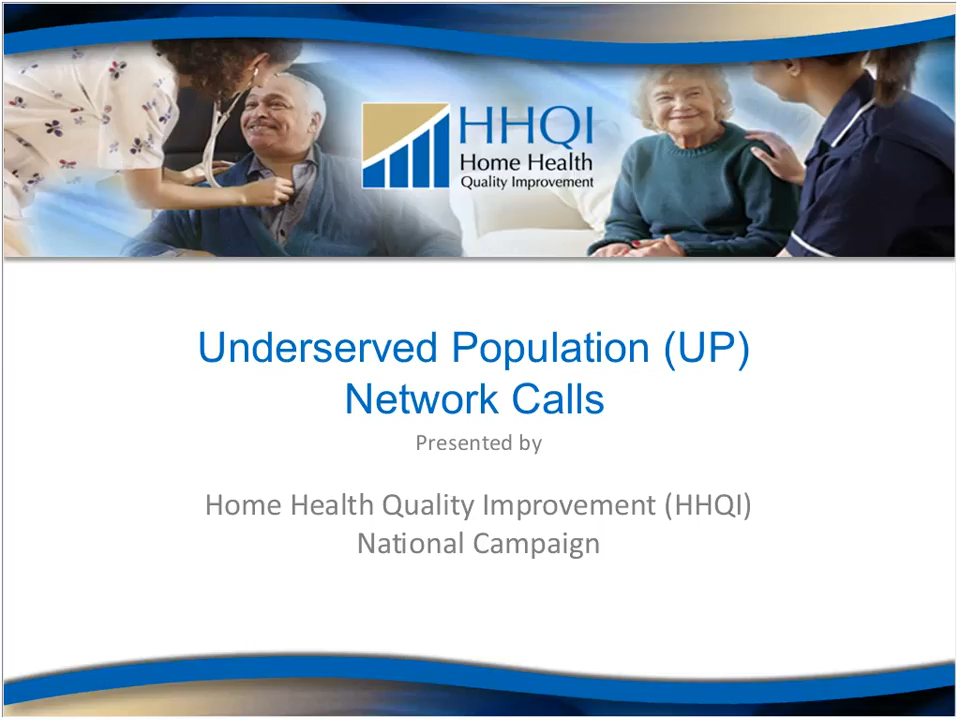 HHQI
Home Health
Quality Improvement
Underserved Population (UP)
Network Calls
Presented by
Home Health Quality Improvement (HHQI)
National Campaign